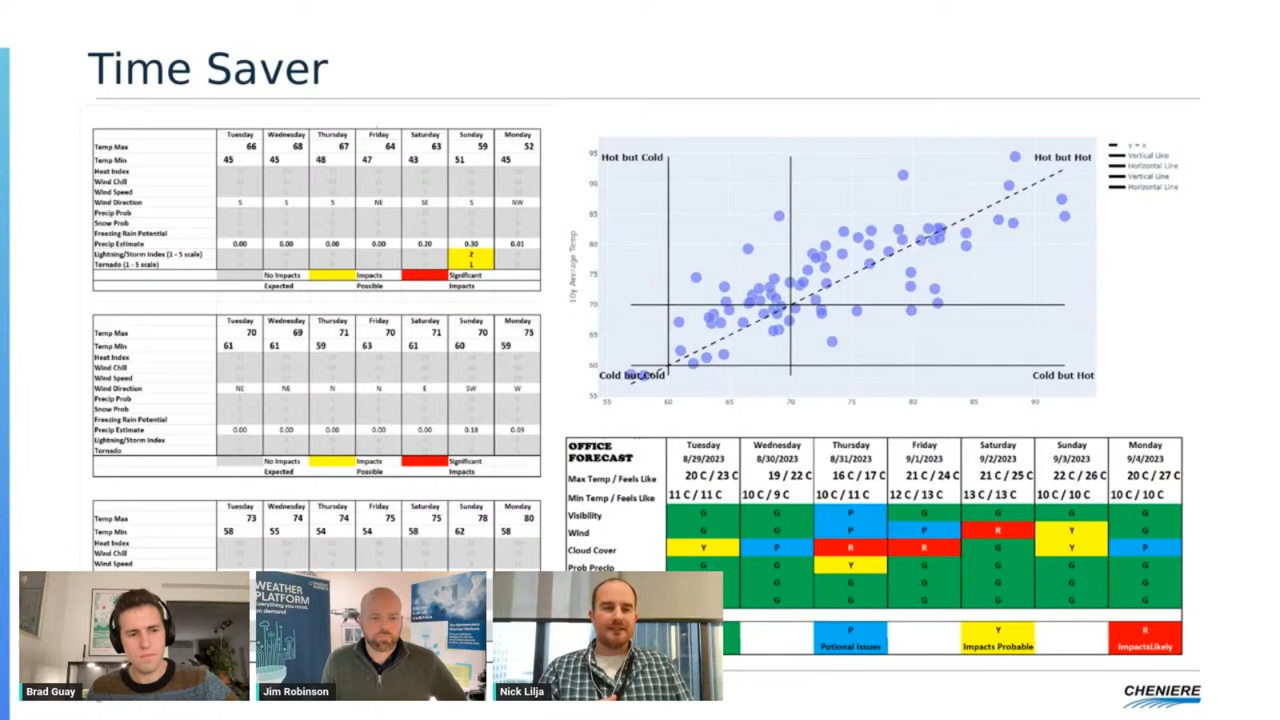 Time Saver
Tuesday Wednesday Thursday Friday Saturday Sunday Monday
Temp Max 66 68 67 64 63 59 52
Temp Min 45 45 48 47 43 51 45
Heat Index
Wind Chill
Wind Speed
Wind Direction S S S NE SE S NW
Precip Prob
Snow Prob
Freezing Rain Potential
Precip Estimate 0.00 0.00 0.00 0.00 0.20 0.30 0.01
Lightning/Storm Index (1 - 5 scale) 2
Tornado (1 - 5 scale) 1
No Impacts Impacts Significant
Expected Possible Impacts
Tuesday Wednesday Thursday Friday Saturday Sunday Monday
Temp Max 70 69 71 70 71 70 75
Temp Min 61 61 59 63 61 60 59
Heat Index
Wind Chill
Wind Speed
Wind Direction NE NE N N E SW W
Precip Prob
Snow Prob
Freezing Rain Potential
Precip Estimate 0.00 0.00 0.00 0.00 0.00 0.18 0.09
Lightning/Storm Index
Tornado
No Impacts Impacts Significant
Expected Possible Impacts
Tuesday Wednesday Thursday Friday Saturday Sunday Monday
Temp Max 73 74 74 75 75 78 80
Temp Min 58 55 54 54 58 62 58
Heat Index
Wind Chill
Wind Speed
Hot but Cold Hot but Hot
Cold but Cold Cold but Hot
10y Average Temp
95
90
85
80
75
70
65
60
55
55 60 65 70 75 80 85 90
y = x
Vertical Line
Horizontal Line
Vertical Line
Horizontal Line
OFFICE FORECAST
Tuesday Wednesday Thursday Friday Saturday Sunday Monday
8/29/2023 8/30/2023 8/31/2023 9/1/2023 9/2/2023 9/3/2023 9/4/2023
Max Temp / Feels Like 20 C / 23 C 19 / 22 C 16 C / 17 C 21 C / 24 C 21 C / 25 C 22 C / 26 C 20 C / 27 C
Min Temp / Feels Like 11 C / 11 C 10 C / 9 C 10 C / 11 C 12 C / 13 C 13 C / 13 C 10 C / 10 C 10 C / 10 C
Visibility G G P G G G G
Wind G G P P R Y G
Cloud Cover Y P R R G Y P
Prob Precip G G Y G G G G
G G G G G G
G G G G G G
P Y R
Potional Issues Impacts Probable ImpactsLikely
WEATHER
PLATFORM
Everything you need,
on demand
Brad Guay
Jim Robinson
Nick Lilja
CHENIERE